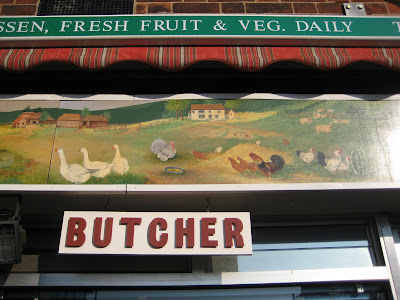 SSEN, FRESH FRUIT & VEG. DAILY
BUTCHER